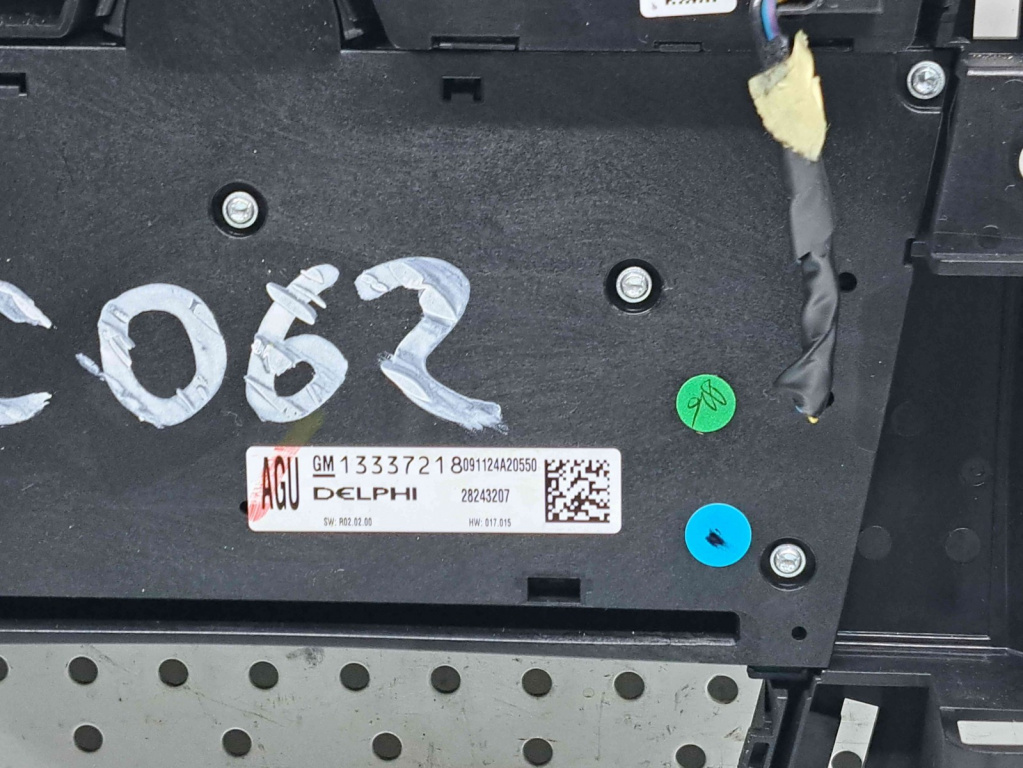 C062
AGU
GM 13337218 091124A20550
DELPHI 28243207
SW: R02.02.00 HW: 017.015